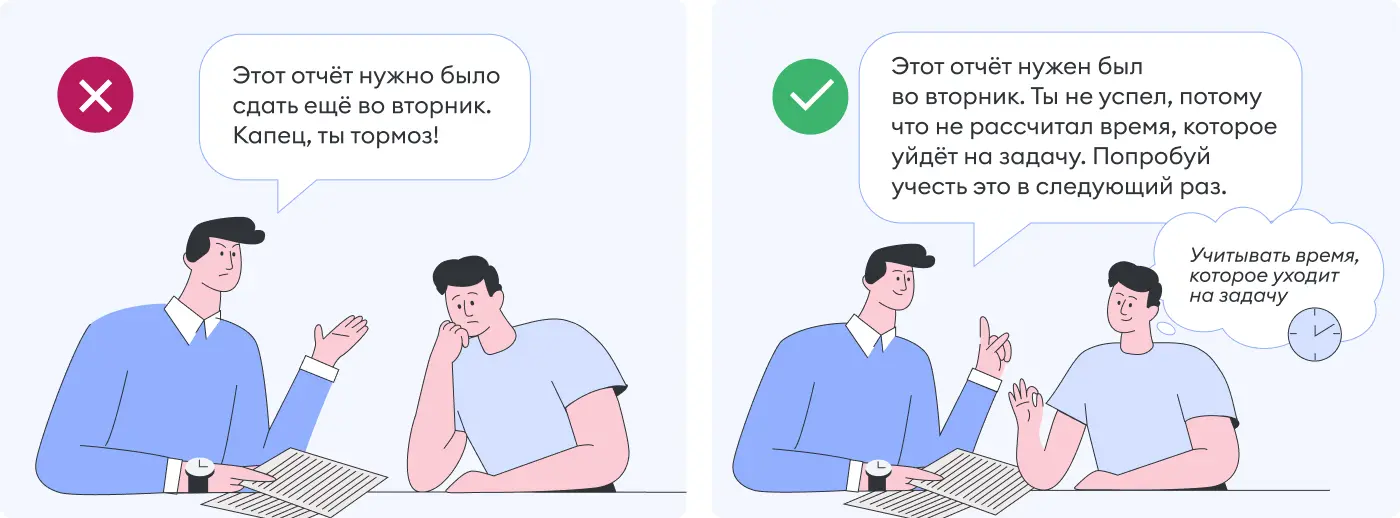 Этот отчёт нужно было
сдать ещё во вторник.
Капец, ты тормоз!
Этот отчёт нужен был
во вторник. Ты не успел, потому
что не рассчитал время, которое
уйдёт на задачу. Попробуй
учесть это в следующий раз.
Учитывать время,
которое уходит
на задачу